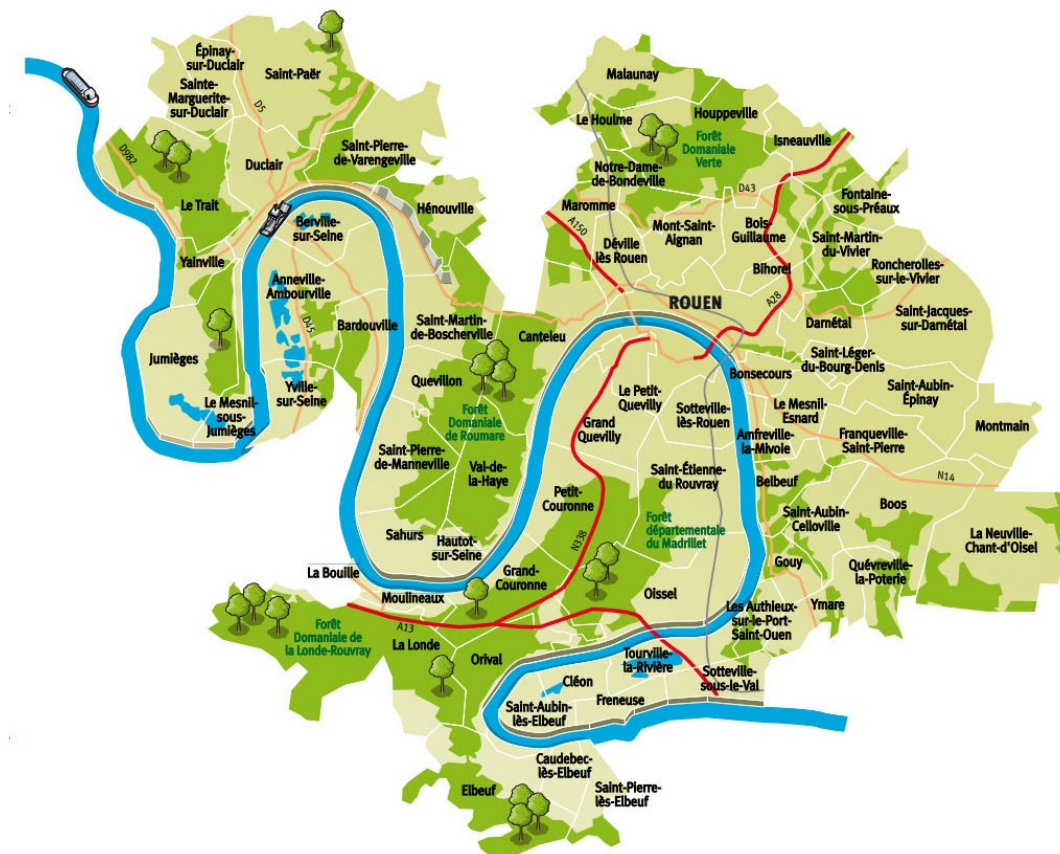 Épinay-
sur-Duclair
Saint-Paër
Sainte-
Marguerite-
sur-Duclair
D5
D982
Duclair
Saint-Pierre-
de-Varengeville
Le Trait
Hénouville
Berville-
sur-Seine
Yainville
Anneville-
Ambourville
D45
Bardouville
Jumièges
Le Mesnil-
sous-
Jumièges
Yville-
sur-Seine
Saint-Martin-
de-Boscherville
Canteleu
Quevillon
Forêt
Domaniale
de Roumare
Saint-Pierre-
de-Manneville
Val-de-
la-Haye
Sahurs
Hautot-
sur-Seine
Malaunay
Le Houlme
Houppeville
Forêt
Domaniale
Verte
Isneauville
Notre-Dame-
de-Bondeville
D43
Maromme
A150
Mont-Saint-
Aignan
Bois-
Guillaume
Fontaine-
sous-Préaux
Saint-Martin-
du-Vivier
Déville
lès Rouen
Bihorel
Roncherolles-
sur-le-Vivier
A28
ROUEN
Darnétal
Saint-Jacques-
sur-Darnétal
Saint-Léger-
du-Bourg-Denis
Bonsecours
Le Petit-
Quevilly
Sotteville-
lès-Rouen
Le Mesnil-
Esnard
Saint-Aubin-
Épinay
Grand
Quevilly
Amfreville-
la-Mivoie
Franqueville-
Saint-Pierre
Montmain
N14
Saint-Étienne-
du Rouvray
Belbeuf
Petit-
Couronne
Forêt
départementale
du Madrillet
Saint-Aubin-
Celloville
Boos
La Neuville-
Chant-d'Oisel
N338
Gouy
Quévreville-
la-Poterie
Ymare
Grand-
Couronne
Oissel
Les Authieux-
sur-le-Port-
Saint-Ouen
La Bouille
Moulineaux
A13
Forêt
Domaniale de
la Londe-Rouvray
La Londe
Orival
Tourville-
la-Rivière
Sotteville-
sous-le-Val
Cléon
Freneuse
Saint-Aubin-
lès-Elbeuf
Caudebec-
lès-Elbeuf
Elbeuf
Saint-Pierre-
lès-Elbeuf